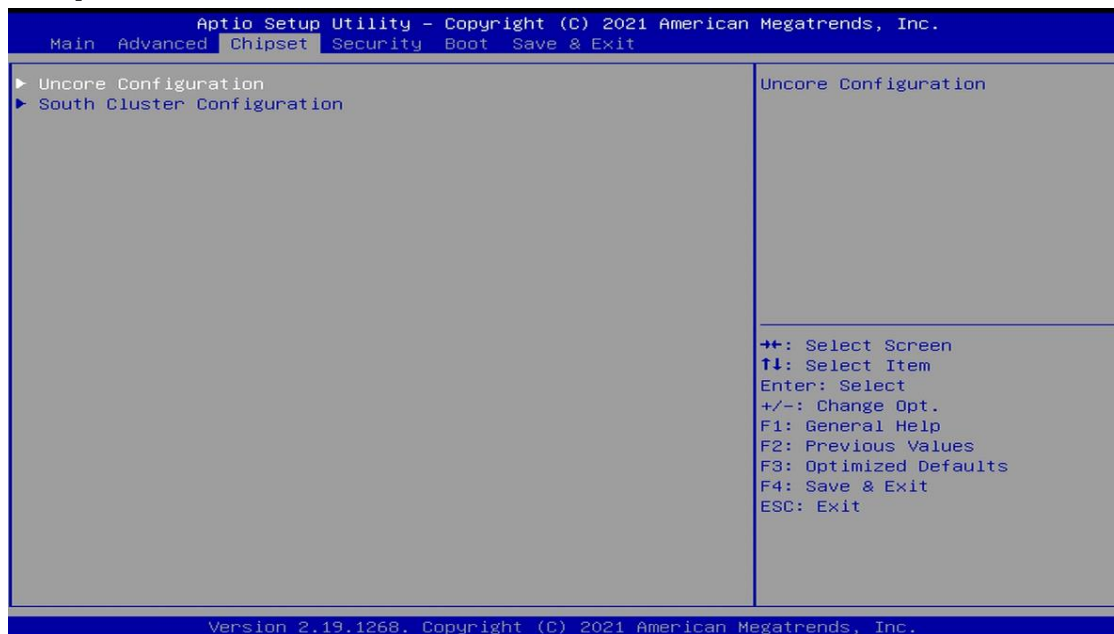 Aptio Setup Utility – Copyright (C) 2021 American Megatrends, Inc.
Main Advanced Chipset Security Boot Save & Exit
► Uncore Configuration
► South Cluster Configuration
Uncore Configuration
→←: Select Screen
↑↓: Select Item
Enter: Select
+/-: Change Opt.
F1: General Help
F2: Previous Values
F3: Optimized Defaults
F4: Save & Exit
ESC: Exit
Version 2.19.1268. Copyright (C) 2021 American Megatrends, Inc.